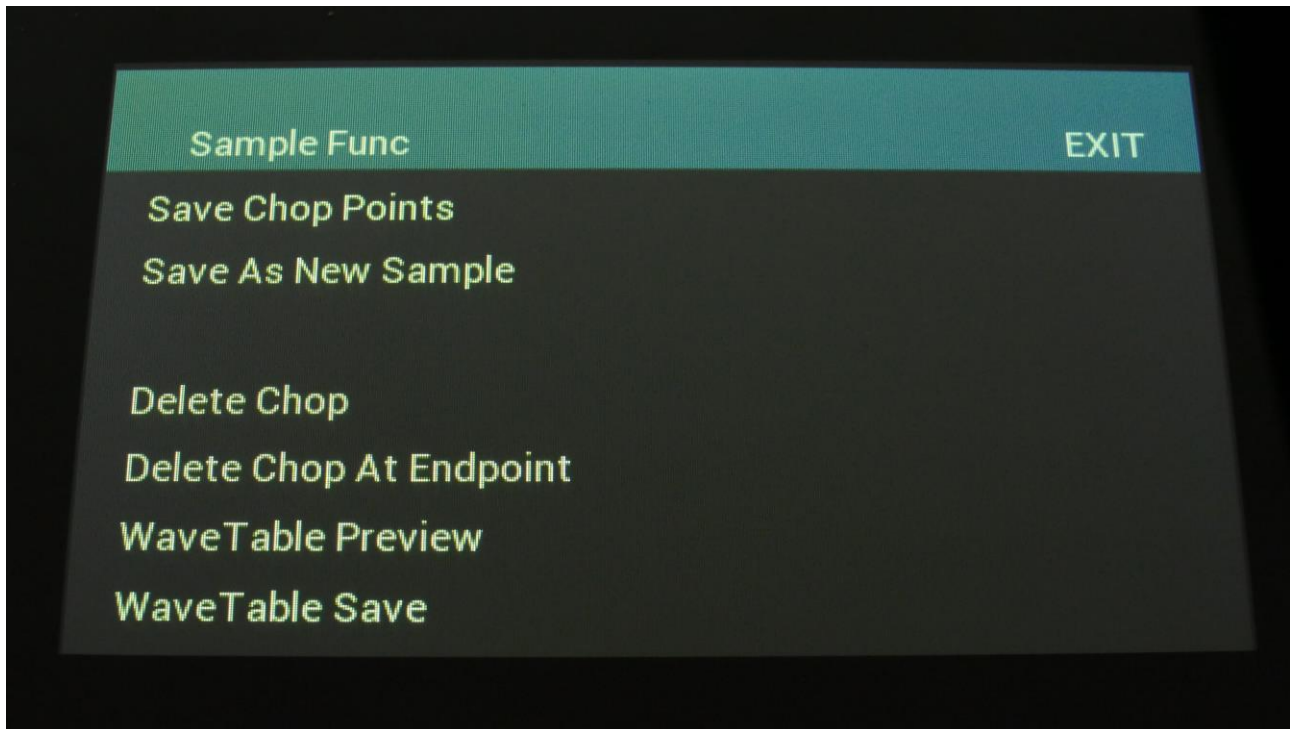 Sample Func EXIT
Save Chop Points
Save As New Sample
Delete Chop
Delete Chop At Endpoint
WaveTable Preview
WaveTable Save